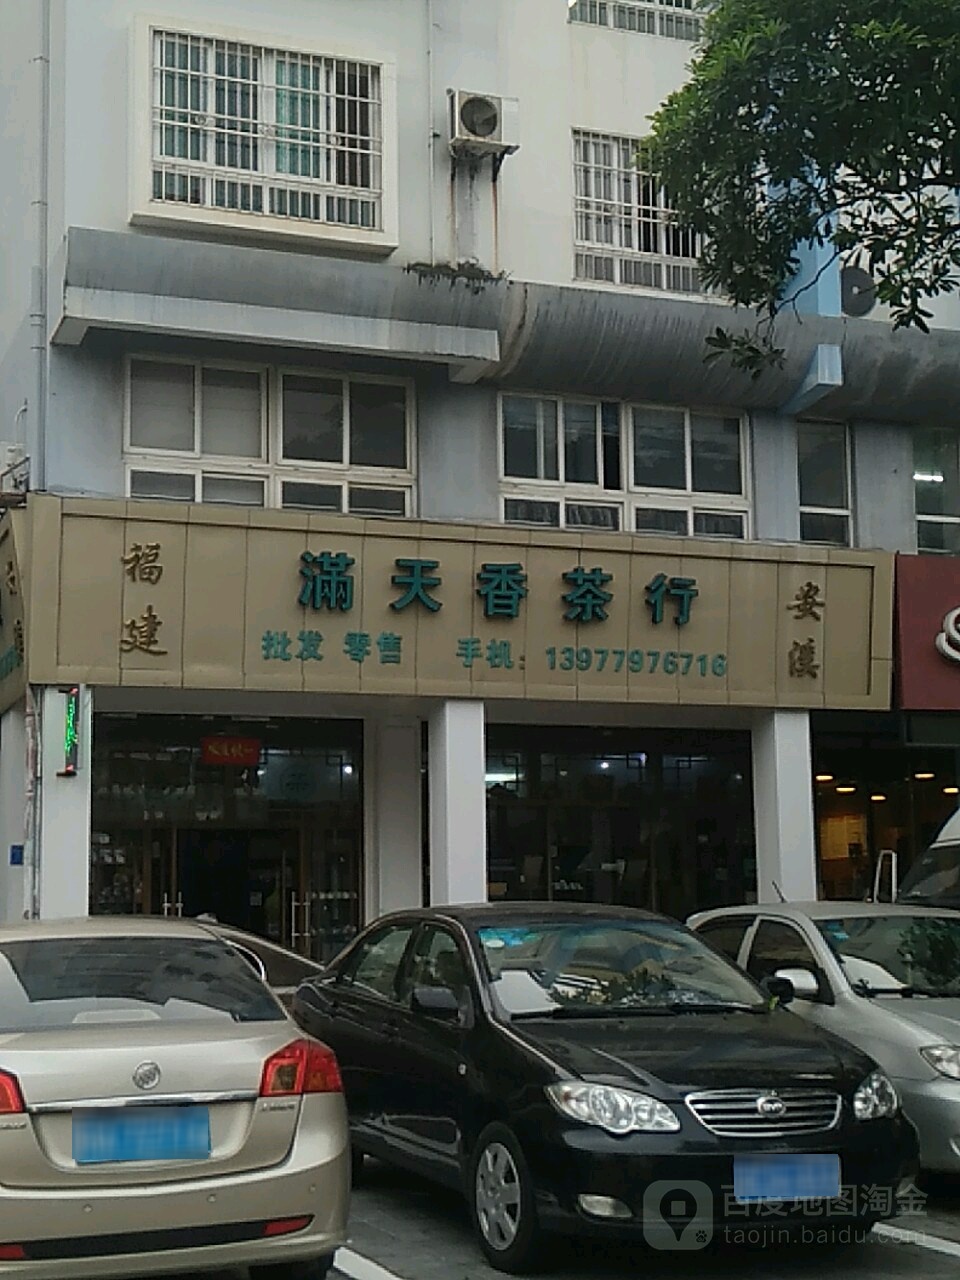 福建
滿天香茶行
安溪
批发 零售 手机：13977976716
百度地图淘金
taojin.baidu.com